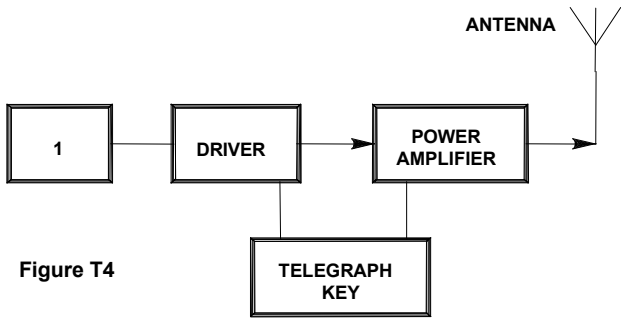 ANTENNA
1
DRIVER
POWER
AMPLIFIER
Figure T4
TELEGRAPH
KEY